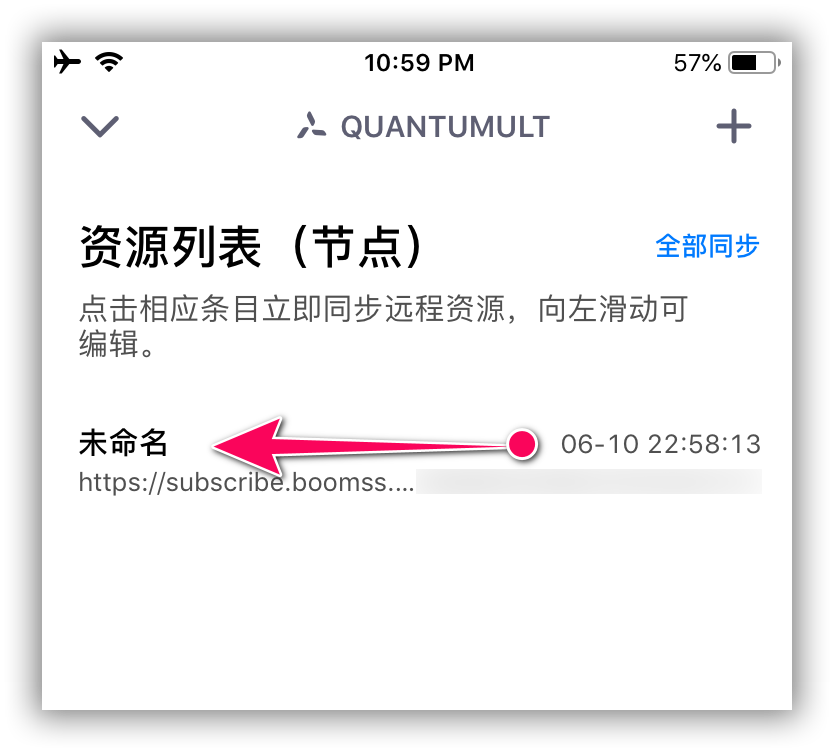 10:59 PM 57%
QUANTUMULT
资源列表（节点） 全部同步
点击相应条目立即同步远程资源，向左滑动可
编辑。
未命名 06-10 22:58:13
https://subscribe.boomss....